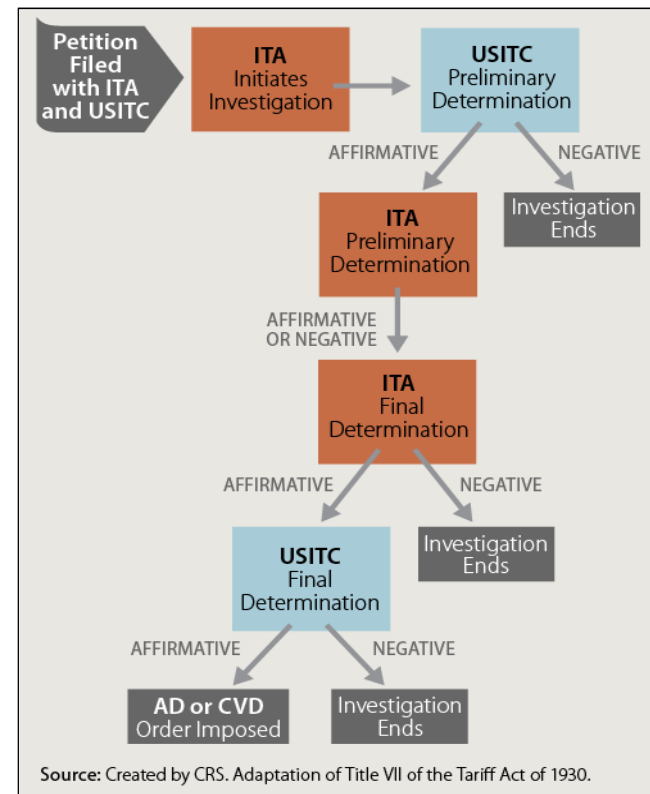 Petition
Filed
with ITA
and USITC
ITA
Initiates
Investigation
USITC
Preliminary
Determination
AFFIRMATIVE
NEGATIVE
ITA
Preliminary
Determination
Investigation
Ends
AFFIRMATIVE
OR NEGATIVE
ITA
Final
Determination
AFFIRMATIVE
NEGATIVE
USITC
Final
Determination
Investigation
Ends
AFFIRMATIVE
NEGATIVE
AD or CVD
Order Imposed
Investigation
Ends
Source: Created by CRS. Adaptation of Title VII of the Tariff Act of 1930.